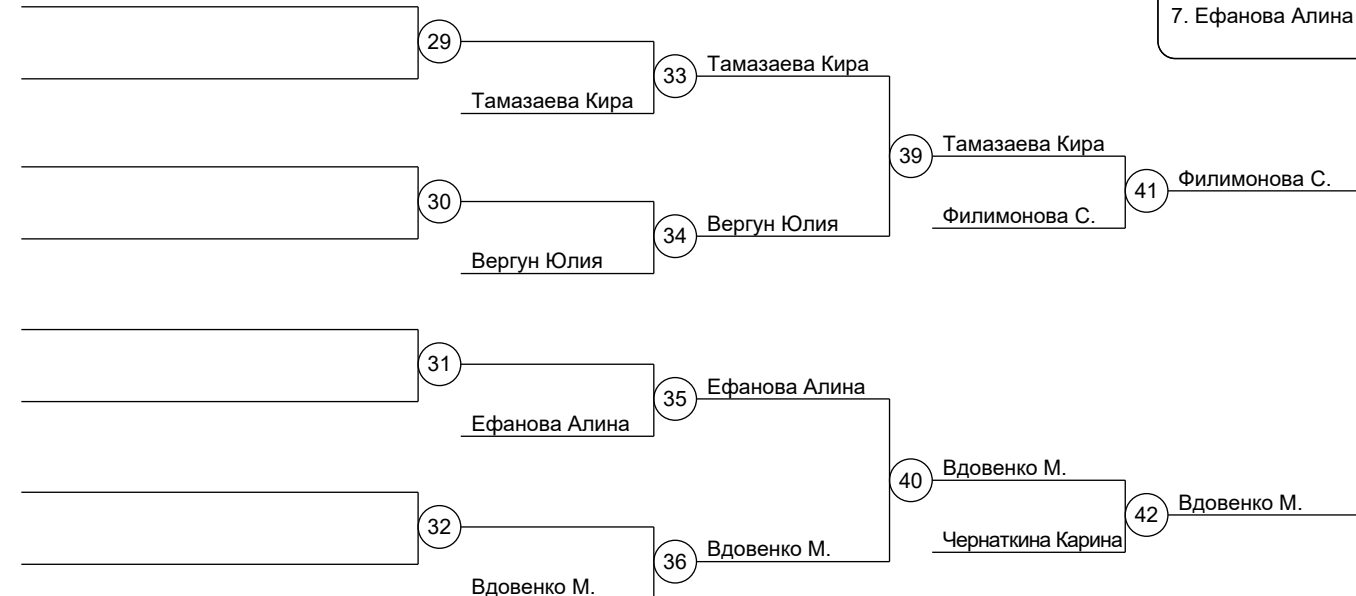 7. Ефанова Алина
29
33
Тамазаева Кира
Тамазаева Кира
39
Тамазаева Кира
41
Филимонова С.
30
34
Вергун Юлия
Филимонова С.
Вергун Юлия
31
35
Ефанова Алина
Ефанова Алина
40
Вдовенко М.
42
Вдовенко М.
32
36
Вдовенко М.
Чернаткина Карина
Вдовенко М.